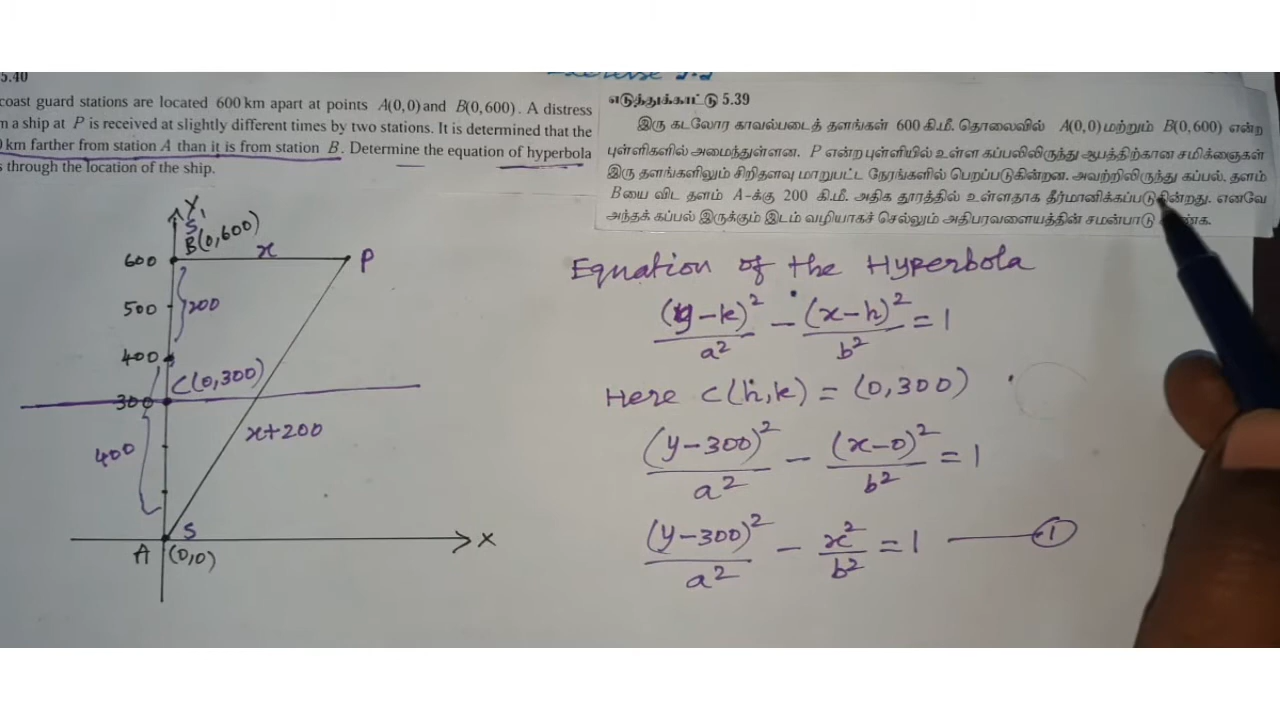 5.40
coast guard stations are located 600 km apart at points A(0,0) and B(0,600). A distress
m a ship at P is received at slightly different times by two stations. It is determined that the
km farther from station A than it is from station B. Determine the equation of hyperbola
s through the location of the ship.
எடுத்துக்காட்டு 5.39
இரு கடலோர காவல்படைத் தளங்கள் 600 கி.மீ. தொலைவில் A(0,0) மற்றும் B(0,600) என்ற
புள்ளிகளில் அமைந்துள்ளன. P என்ற புள்ளியில் உள்ள கப்பலிலிருந்து ஆபத்திற்கான சமிக்ஞைகள்
இரு தளங்களிலும் சிறிதளவு மாறுபட்ட நேரங்களில் பெறப்படுகின்றன. அவற்றிலிருந்து கப்பல், தளம்
B யை விட தளம் A-க்கு 200 கி.மீ. அதிக தூரத்தில் உள்ளதாக தீர்மானிக்கப்படுகின்றது. எனவே
அந்தக் கப்பல் இருக்கும் இடம் வழியாகச் செல்லும் அதிபரவளையத்தின் சமன்பாடு
Y
S'
B(0,600)
600
x
P
200
500
400
C(0,300)
300
400
x+200
S
A (0,0)
X
Equation of the Hyperbola
(y-k)²/a² - (x-h)²/b² = 1
Here C(h,k) = (0,300)
(y-300)²/a² - (x-0)²/b² = 1
(y-300)²/a² - x²/b² = 1 — ①